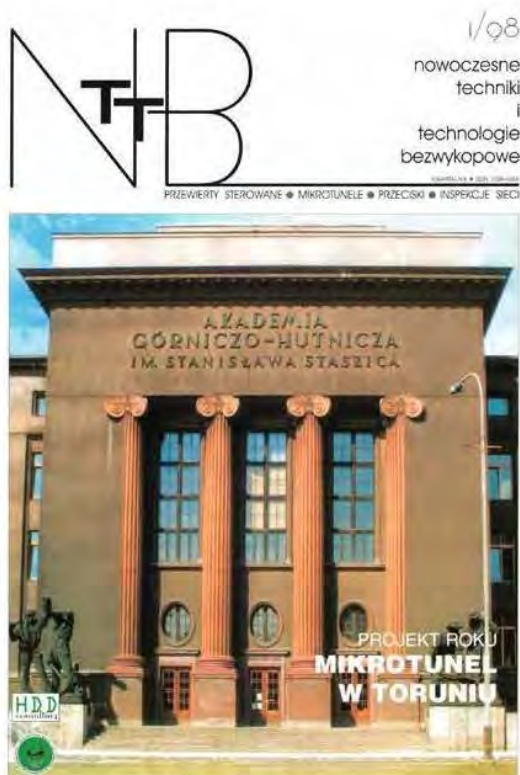 1/98
NTTB
nowoczesne
techniki
i
technologie
bezwykopowe
PRZEWIERTY STEROWANE ● MIKROTUNELE ● PRZECISKI ● INSPEKCJE SIECI
AKADEMIA
GÓRNICZO-HUTNICZA
IM. STANISŁAWA STASZICA
PROJEKT ROKU
MIKROTUNEL
W TORUNIU
HDD
consulting